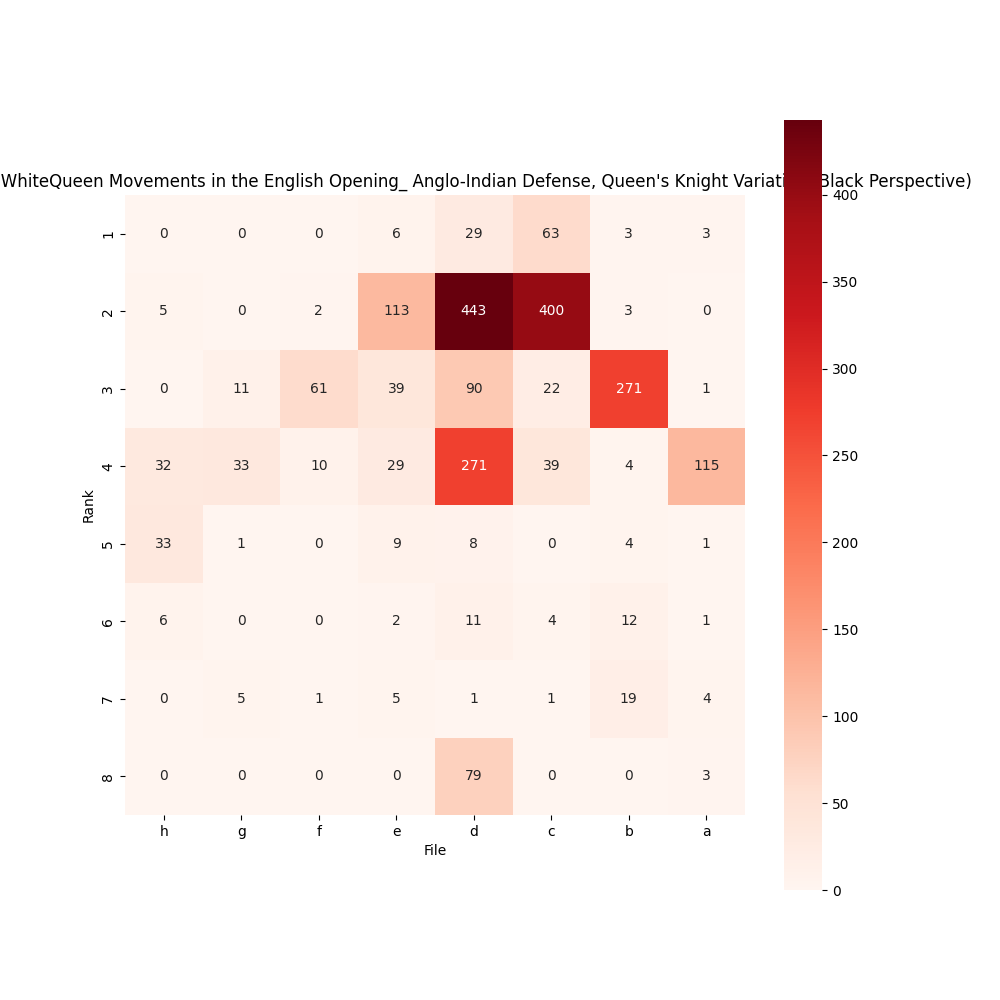 WhiteQueen Movements in the English Opening_ Anglo-Indian Defense, Queen's Knight Black Perspective)
400
1 0 0 0 6 29 63 3 3
2 5 0 2 113 443 400 3 0
350
3 0 11 61 39 90 22 271 1
300
4 32 33 10 29 271 39 4 115
250
Rank
5 33 1 0 9 8 0 4 1
200
6 6 0 0 2 11 4 12 1
150
7 0 5 1 5 1 1 19 4
100
8 0 0 0 0 79 0 0 3
50
h g f e d c b a
File
0